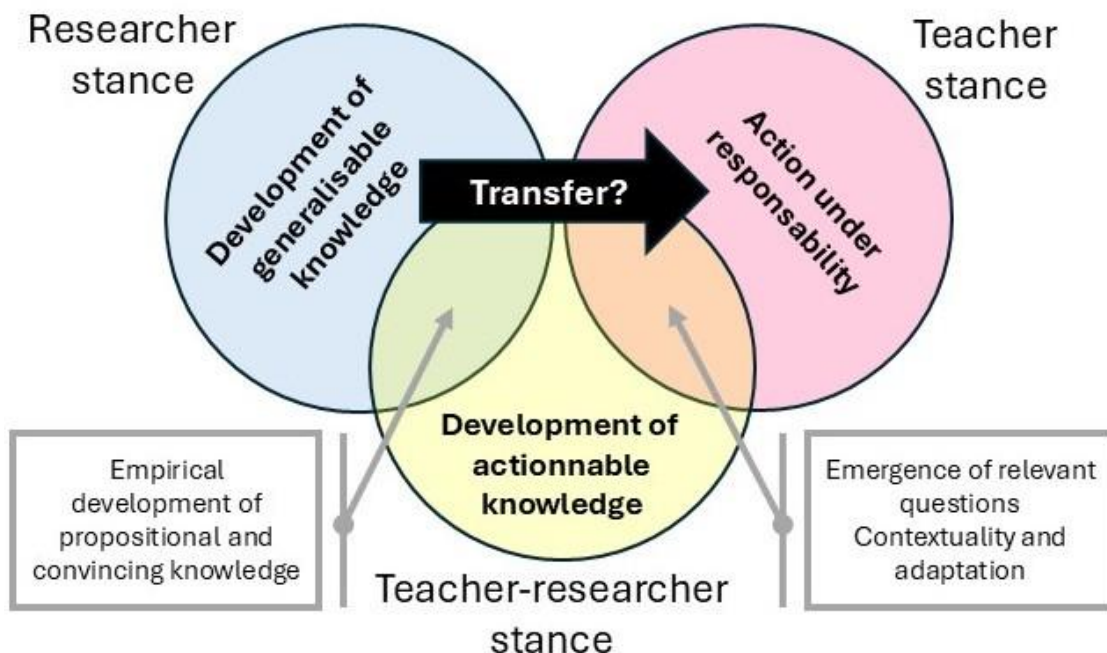 Researcher
stance
Teacher
stance
Development of
generalisable
knowledge
Transfer?
Action under
responsability
Development of
actionnable
knowledge
Empirical
development of
propositional and
convincing knowledge
Emergence of relevant
questions
Contextuality and
adaptation
Teacher-researcher
stance